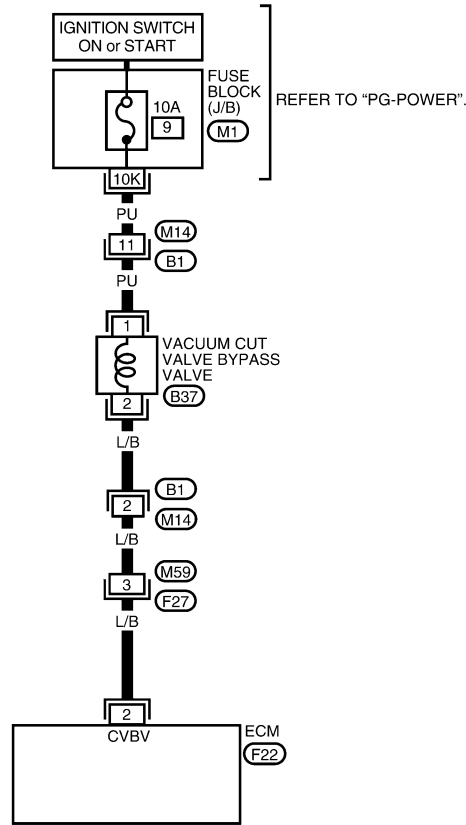 IGNITION SWITCH
ON or START
FUSE
BLOCK
(J/B)
10A
9
M1
REFER TO “PG-POWER”.
10K
PU
M14
11
B1
PU
1
VACUUM CUT
VALVE BYPASS
VALVE
B37
2
L/B
B1
2
M14
L/B
M59
3
F27
L/B
2
CVBV
ECM
F22